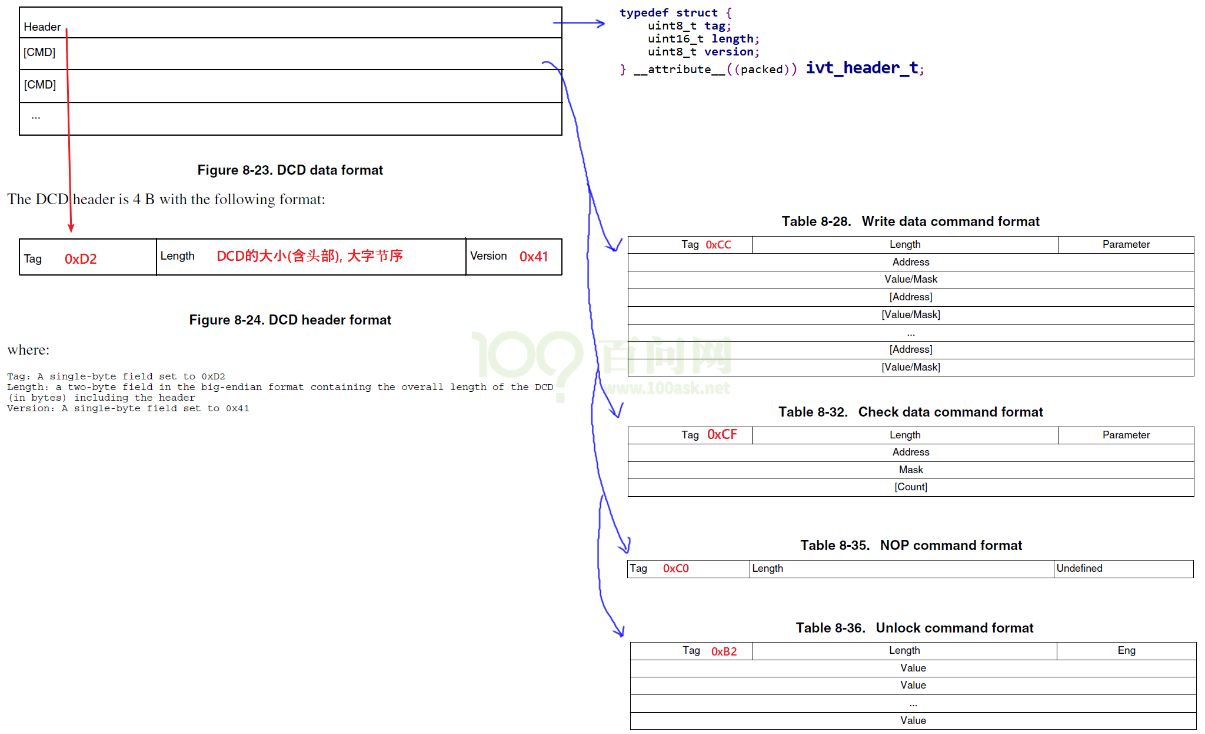 Header
[CMD]
[CMD]
...
Figure 8-23. DCD data format
The DCD header is 4 B with the following format:
Tag 0xD2 Length DCD的大小(含头部), 大字节序 Version 0x41
Figure 8-24. DCD header format
where:
Tag: A single-byte field set to 0xD2
Length: a two-byte field in the big-endian format containing the overall length of the DCD
(in bytes) including the header
Version: A single-byte field set to 0x41
typedef struct {
uint8_t tag;
uint16_t length;
uint8_t version;
} __attribute__((packed)) ivt_header_t;
Table 8-28. Write data command format
Tag 0xCC Length Parameter
Address
Value/Mask
[Address]
[Value/Mask]
...
[Address]
[Value/Mask]
百问网
www.100ask.net
Table 8-32. Check data command format
Tag 0xCF Length Parameter
Address
Mask
[Count]
Table 8-35. NOP command format
Tag 0xC0 Length Undefined
Table 8-36. Unlock command format
Tag 0xB2 Length Eng
Value
Value
...
Value